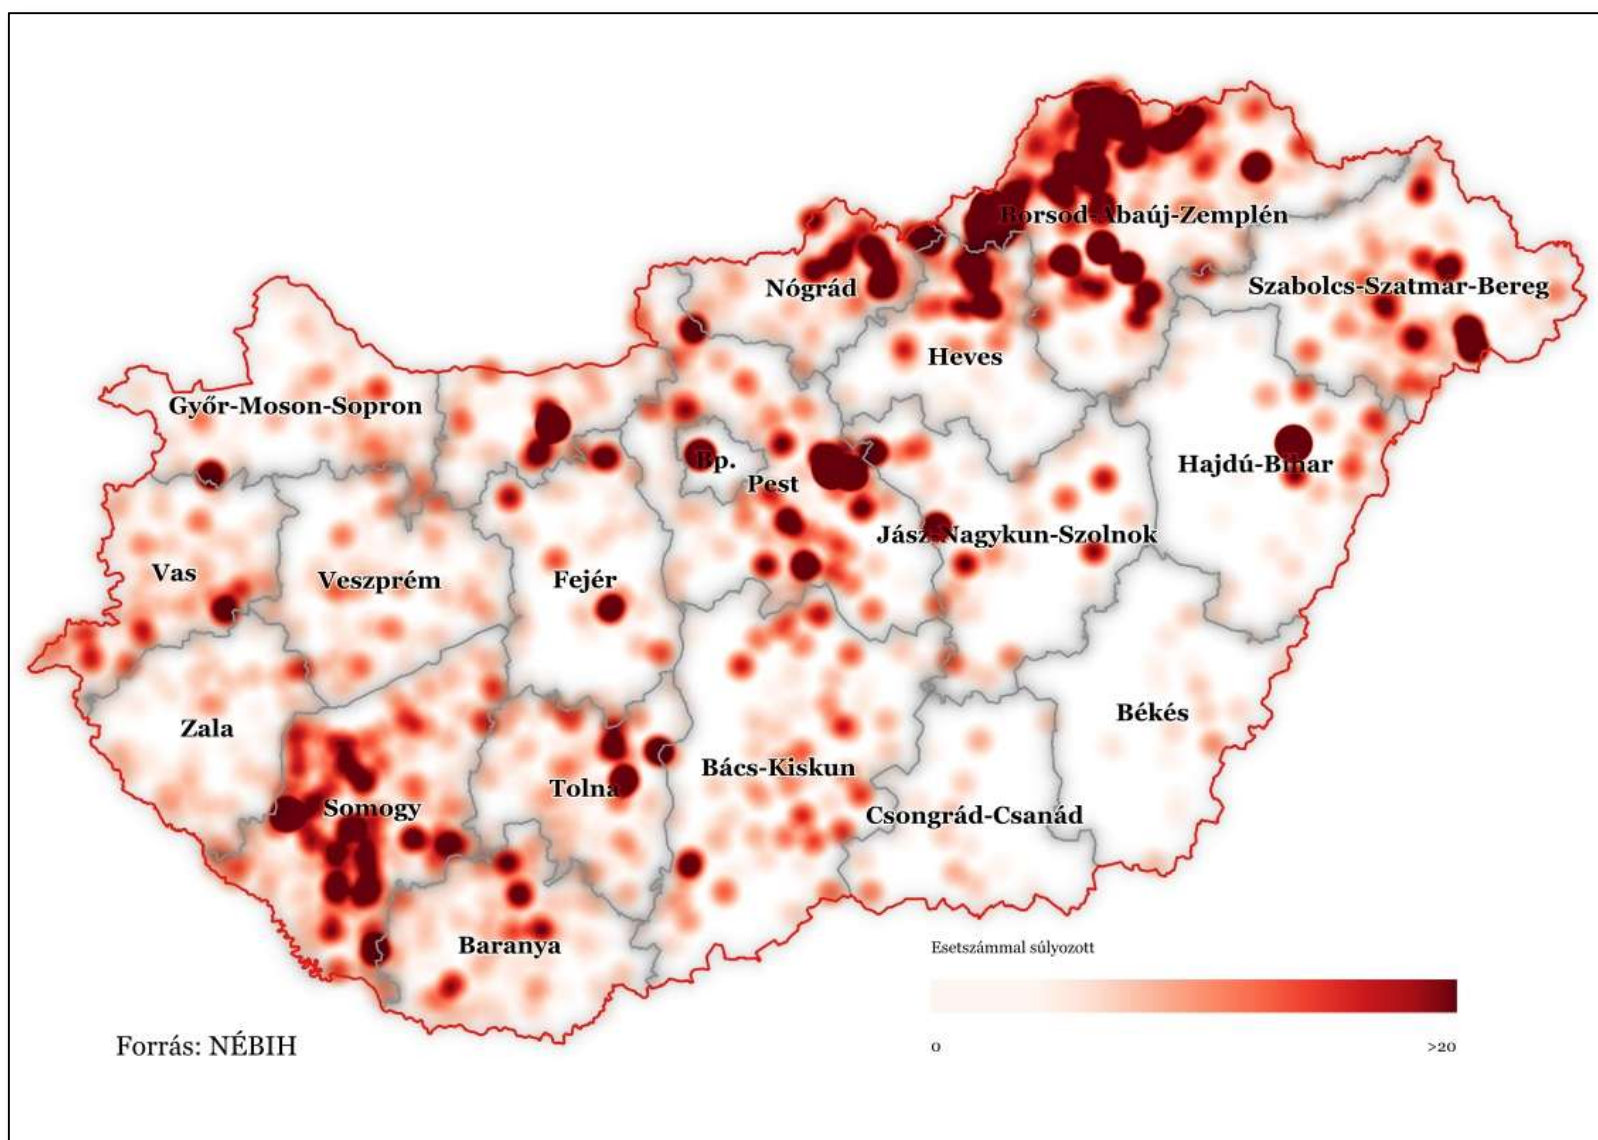 Borsod-Abaúj-Zemplén
Nógrád
Szabolcs-Szatmár-Bereg
Heves
Győr-Moson-Sopron
Bp.
Pest
Hajdú-Bihar
Jász-Nagykun-Szolnok
Vas
Veszprém
Fejér
Zala
Békés
Bács-Kiskun
Tolna
Somogy
Csongrád-Csanád
Baranya
Esetszámmal súlyozott
0
>20
Forrás: NÉBIH